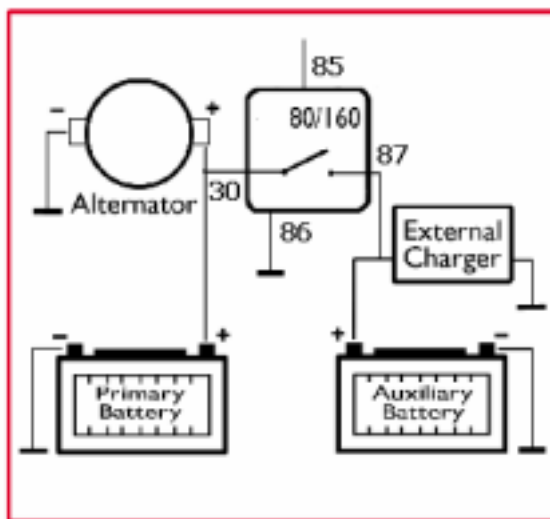 85
- +
80/160
87
30
Alternator
86
External
Charger
- +
+ -
Primary
Battery
Auxiliary
Battery